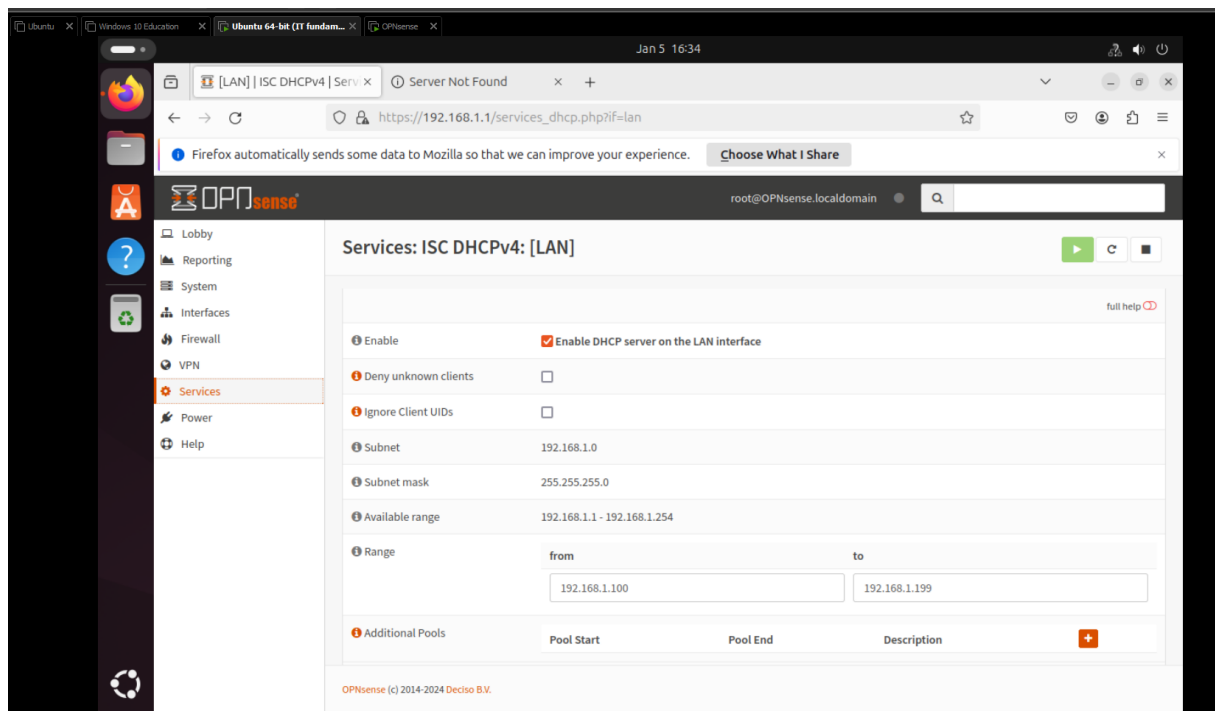 Ubuntu
Windows 10 Education
Ubuntu 64-bit (IT fundam...
OPNsense
Jan 5 16:34
[LAN] | ISC DHCPv4 | Serv
Server Not Found
https://192.168.1.1/services_dhcp.php?if=lan
Firefox automatically sends some data to Mozilla so that we can improve your experience.
Choose What I Share
OPNsense
root@OPNsense.localdomain
Lobby
Reporting
System
Interfaces
Firewall
VPN
Services
Power
Help
Services: ISC DHCPv4: [LAN]
full help
Enable
Enable DHCP server on the LAN interface
Deny unknown clients
Ignore Client UIDs
Subnet
192.168.1.0
Subnet mask
255.255.255.0
Available range
192.168.1.1 - 192.168.1.254
Range
from
to
192.168.1.100
192.168.1.199
Additional Pools
Pool Start
Pool End
Description
OPNsense (c) 2014-2024 Deciso B.V.